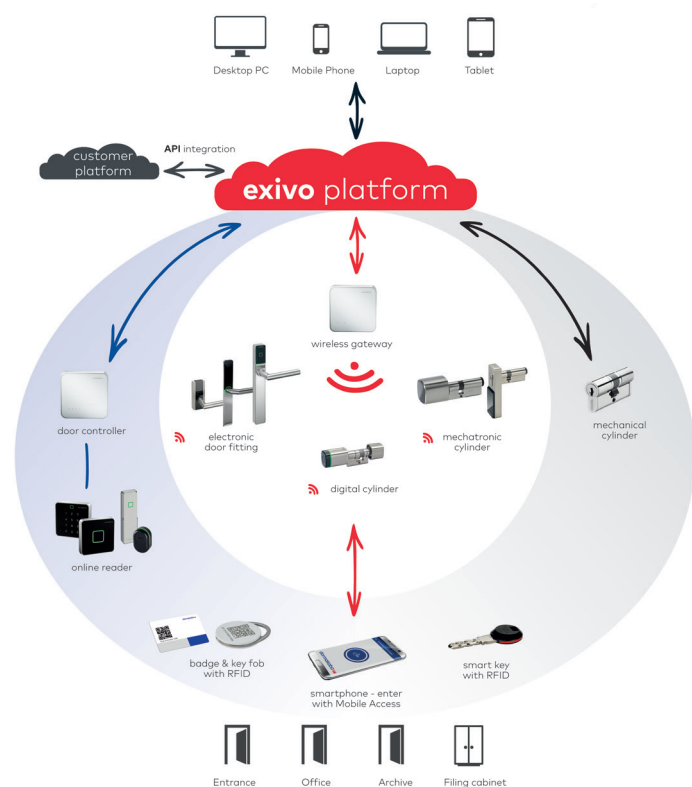 Desktop PC
Mobile Phone
Laptop
Tablet
customer
platform
API integration
exivo platform
wireless gateway
electronic
door fitting
mechatronic
cylinder
digital cylinder
door controller
mechanical
cylinder
online reader
badge & key fob
with RFID
smartphone - enter
with Mobile Access
smart key
with RFID
Entrance
Office
Archive
Filing cabinet